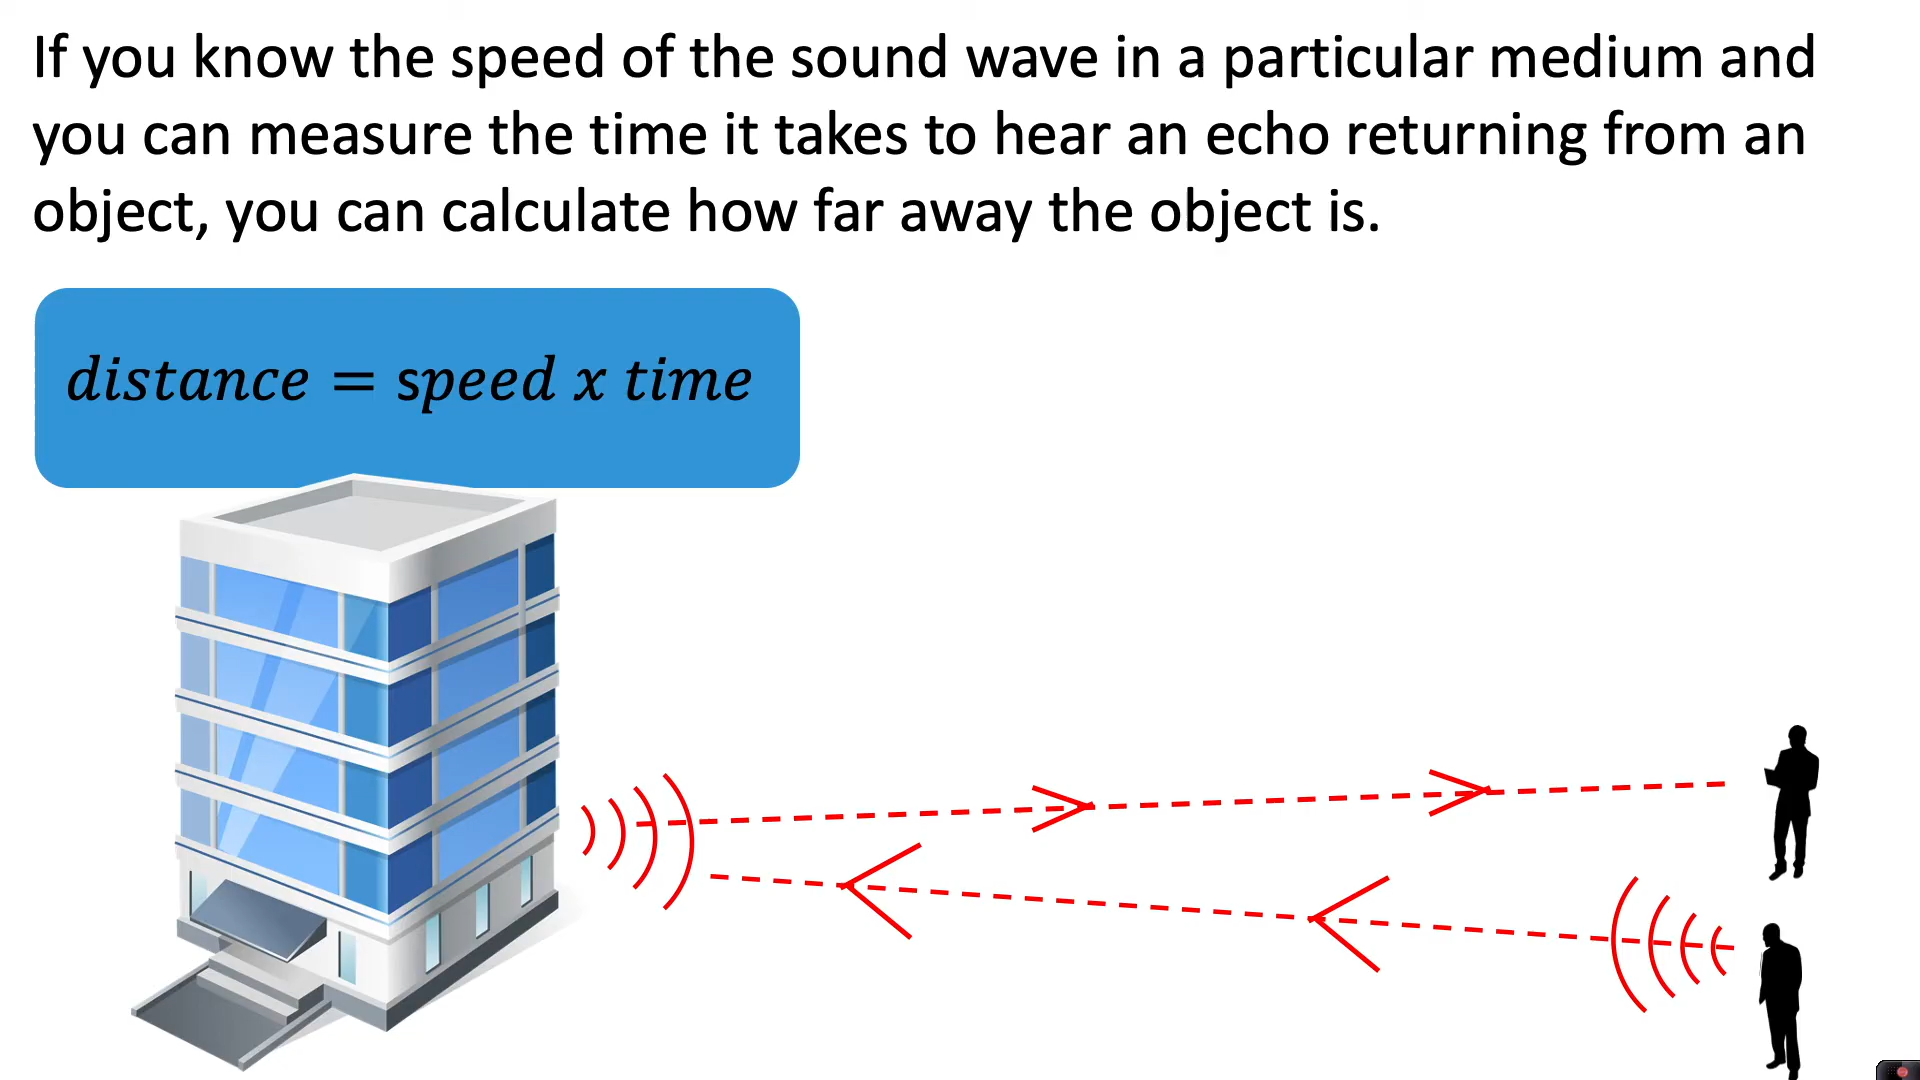 If you know the speed of the sound wave in a particular medium and
you can measure the time it takes to hear an echo returning from an
object, you can calculate how far away the object is.
distance = speed x time